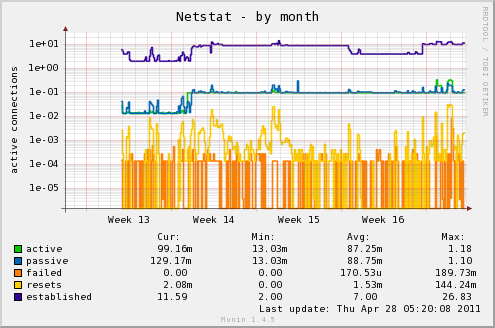 Netstat - by month
RRDTOOL / TOBI OETIKER
active connections
1e+01
1e+00
1e-01
1e-02
1e-03
1e-04
1e-05
Week 13 Week 14 Week 15 Week 16
Cur: Min: Avg: Max:
active 99.16m 13.03m 87.25m 1.18
passive 129.17m 13.03m 88.75m 1.10
failed 0.00 0.00 170.53u 189.73m
resets 2.08m 0.00 1.53m 144.24m
established 11.59 2.00 7.00 26.83
Last update: Thu Apr 28 05:20:08 2011
Munin 1.4.5